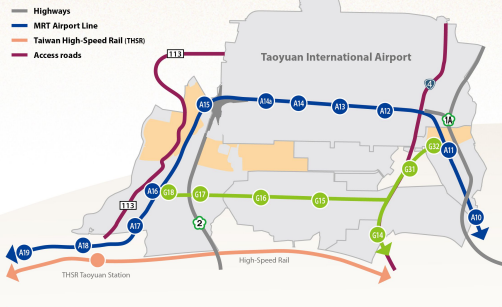 Highways
MRT Airport Line
Taiwan High-Speed Rail (THSR)
Access roads
113
Taoyuan International Airport
4
A15
A14a
A14
A13
A12
1A
G32
A11
G31
A16
G18
G17
G16
G15
113
A17
2
A10
G14
A19
A18
High-Speed Rail
THSR Taoyuan Station